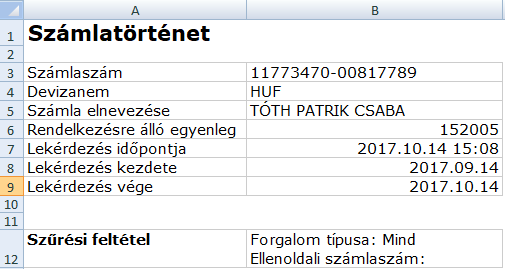 A B
1 Számlatörténet
2
3 Számlaszám 11773470-00817789
4 Devizanem HUF
5 Számla elnevezése TÓTH PATRIK CSABA
6 Rendelkezésre álló egyenleg 152005
7 Lekérdezés időpontja 2017.10.14 15:08
8 Lekérdezés kezdete 2017.09.14
9 Lekérdezés vége 2017.10.14
10
11
Szűrési feltétel Forgalom típusa: Mind
12 Ellenoldali számlaszám: